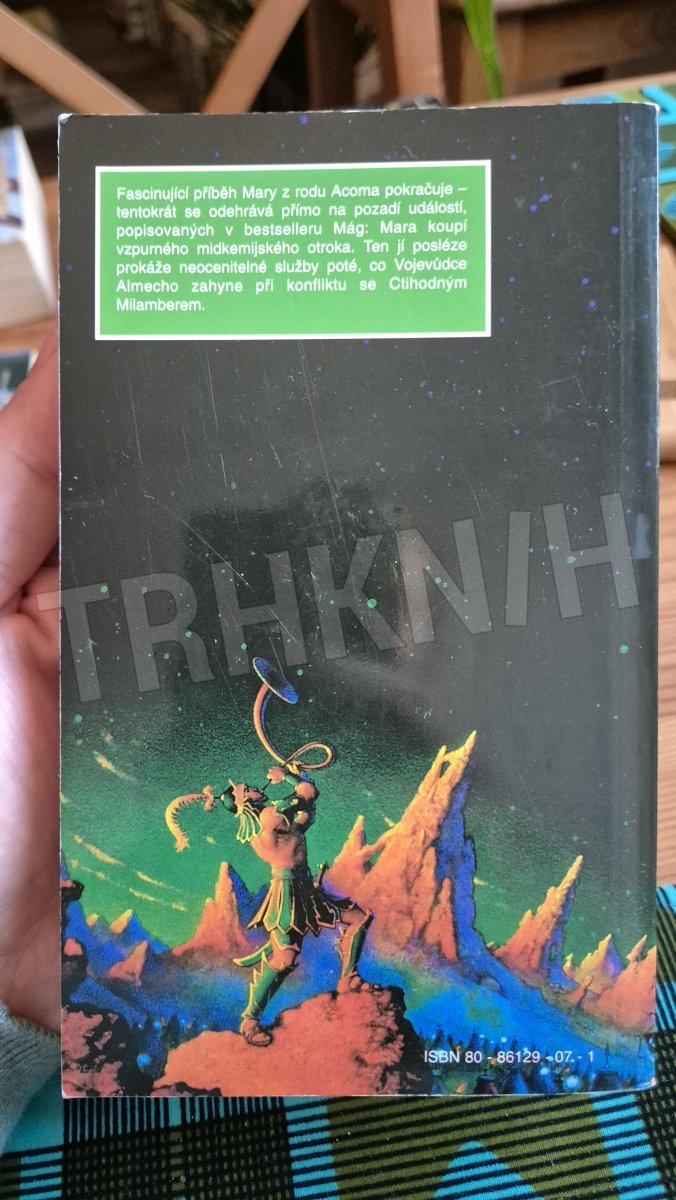 Fascinující příběh Mary z rodu Acoma pokračuje –
tentokrát se odehrává přímo na pozadí událostí,
popisovaných v bestselleru Mág: Mara koupí
vzpurného midkemijského otroka. Ten jí posléze
prokáže neocenitelné služby poté, co Vojevůdce
Almecho zahyne při konfliktu se Ctihodným
Milamberem.
TRHKNIH
ISBN 80 - 86129 - 07 - 1